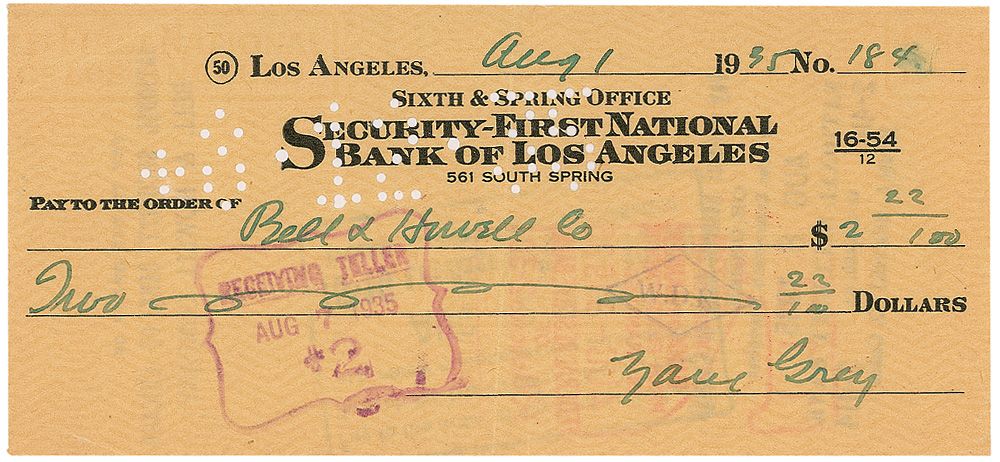 50 LOS ANGELES, Aug 1 1935 No. 184
SIXTH & SPRING OFFICE
SECURITY-FIRST NATIONAL
BANK OF LOS ANGELES
16-54
12
561 SOUTH SPRING
PAY TO THE ORDER OF Bell & Howell Co $ 2 22/100
Two 22/100 DOLLARS
RECEIVING TELLER
AUG 7 1935
#2
Zane Grey